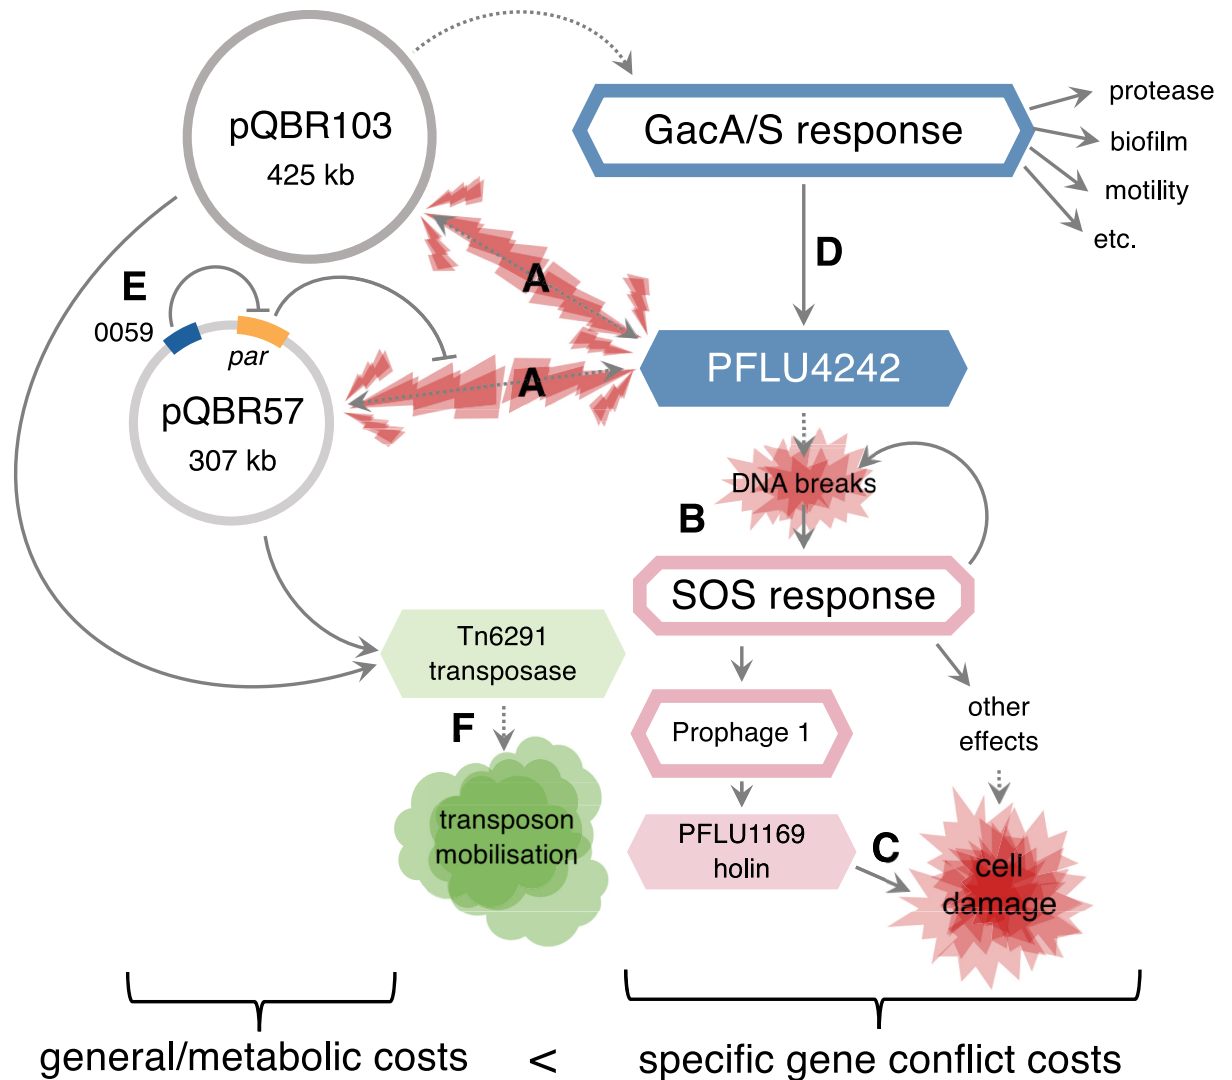 pQBR103
425 kb
GacA/S response
protease
biofilm
motility
etc.
D
A
E
0059
par
A
PFLU4242
pQBR57
307 kb
DNA breaks
B
SOS response
Tn6291
transposase
F
transposon
mobilisation
Prophage 1
other
effects
PFLU1169
holin
C
cell
damage
general/metabolic costs < specific gene conflict costs